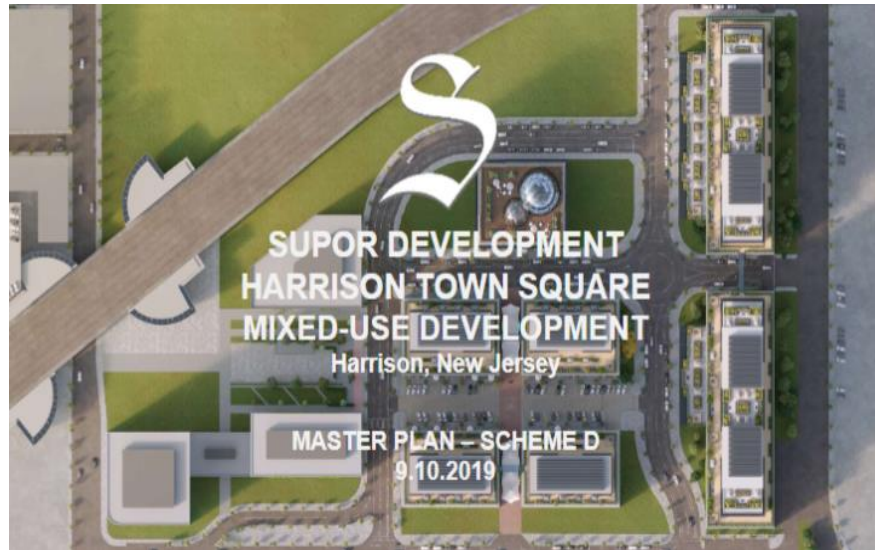 S
SUPOR DEVELOPMENT
HARRISON TOWN SQUARE
MIXED-USE DEVELOPMENT
Harrison, New Jersey
MASTER PLAN – SCHEME D
9.10.2019